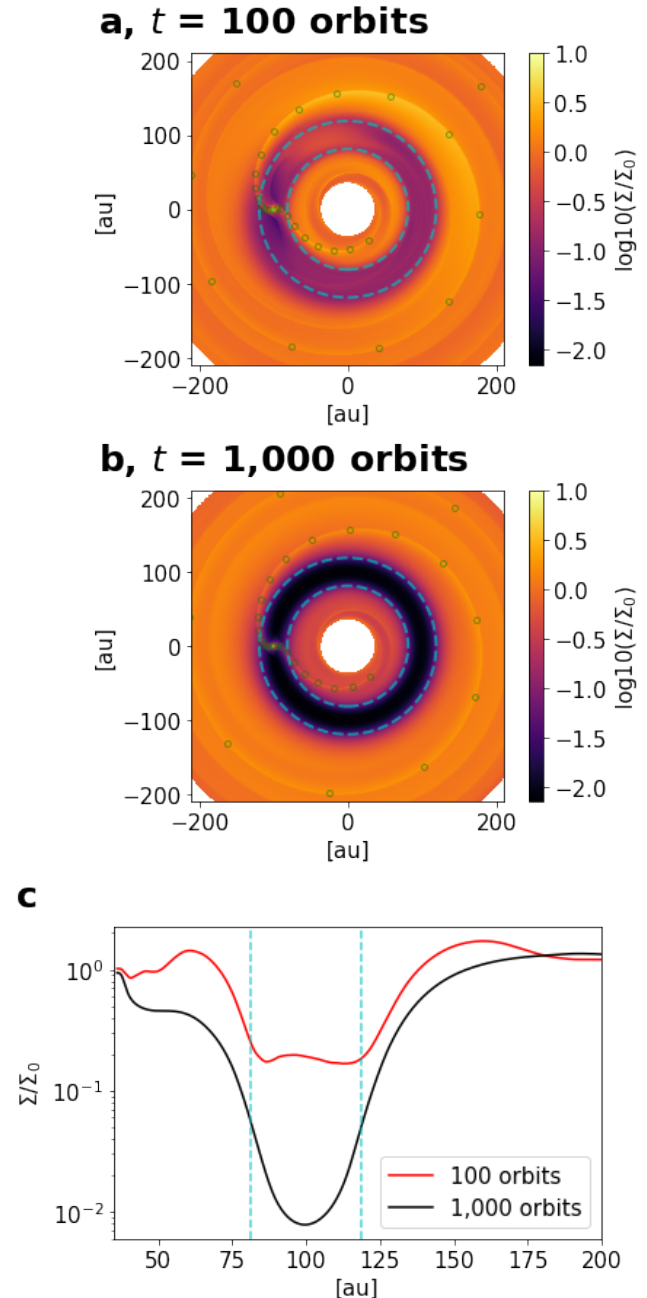 a, t = 100 orbits
200
100
0
−100
−200
[au]
−200 0 200
[au]
1.0
0.5
0.0
−0.5
−1.0
−1.5
−2.0
log10(Σ/Σ₀)
b, t = 1,000 orbits
200
100
0
−100
−200
[au]
−200 0 200
[au]
1.0
0.5
0.0
−0.5
−1.0
−1.5
−2.0
log10(Σ/Σ₀)
c
10⁰
10⁻¹
10⁻²
Σ/Σ₀
100 orbits
1,000 orbits
50 75 100 125 150 175 200
[au]